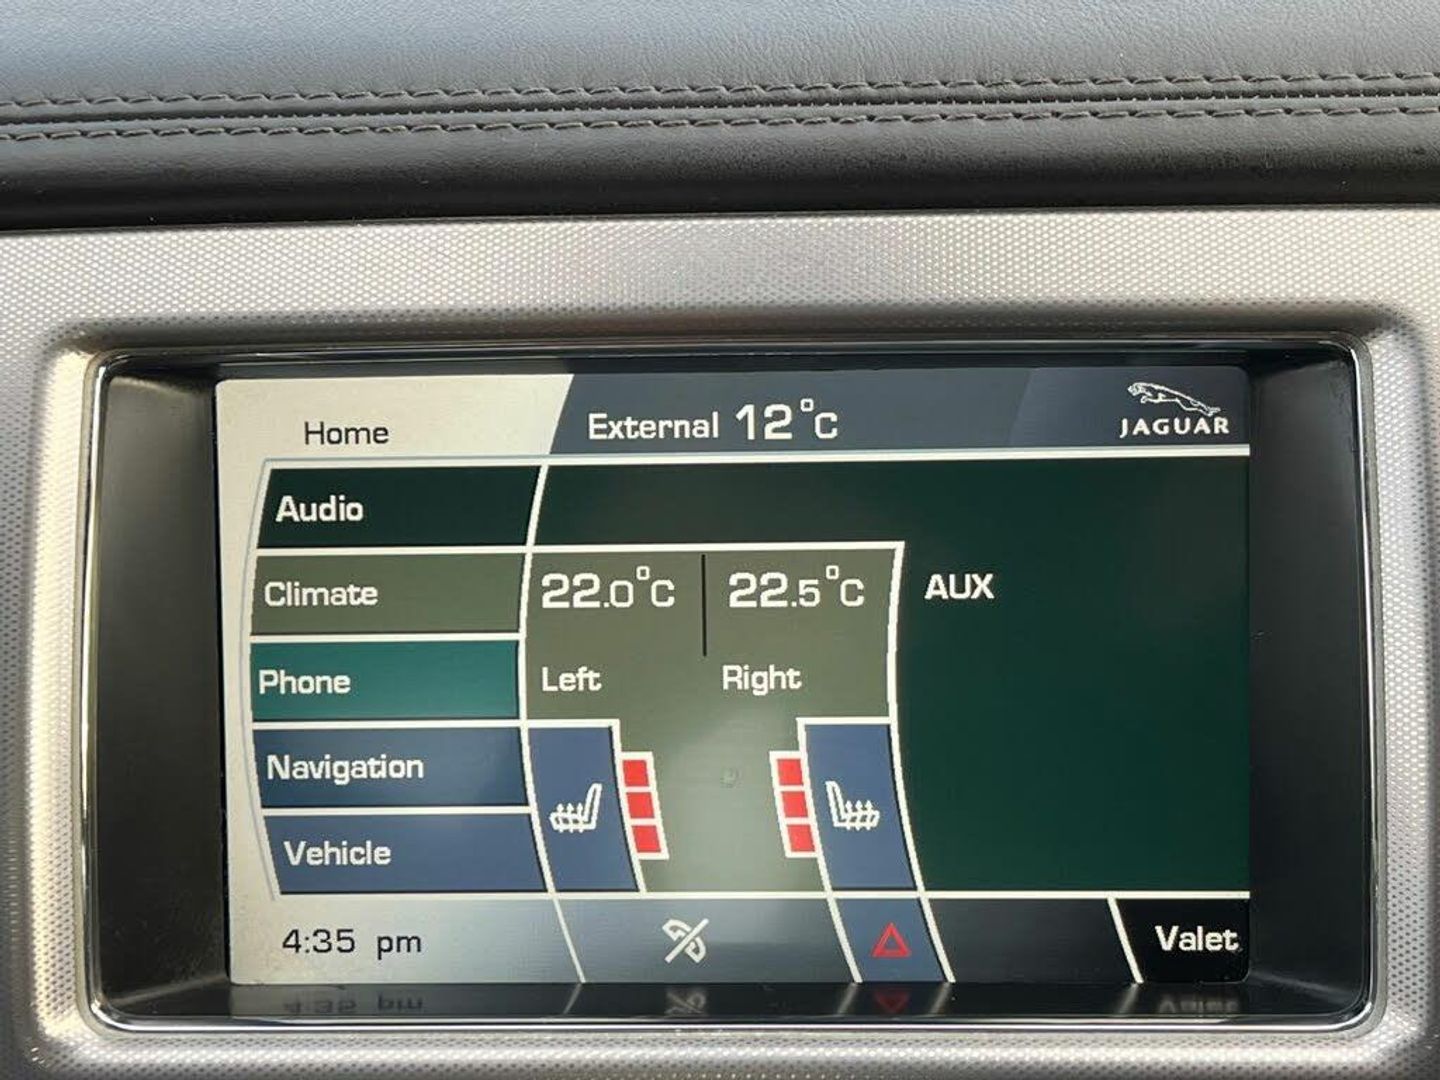 Home
External 12°C
JAGUAR
Audio
Climate
22.0°C
22.5°C
AUX
Phone
Left
Right
Navigation
Vehicle
4:35 pm
Valet